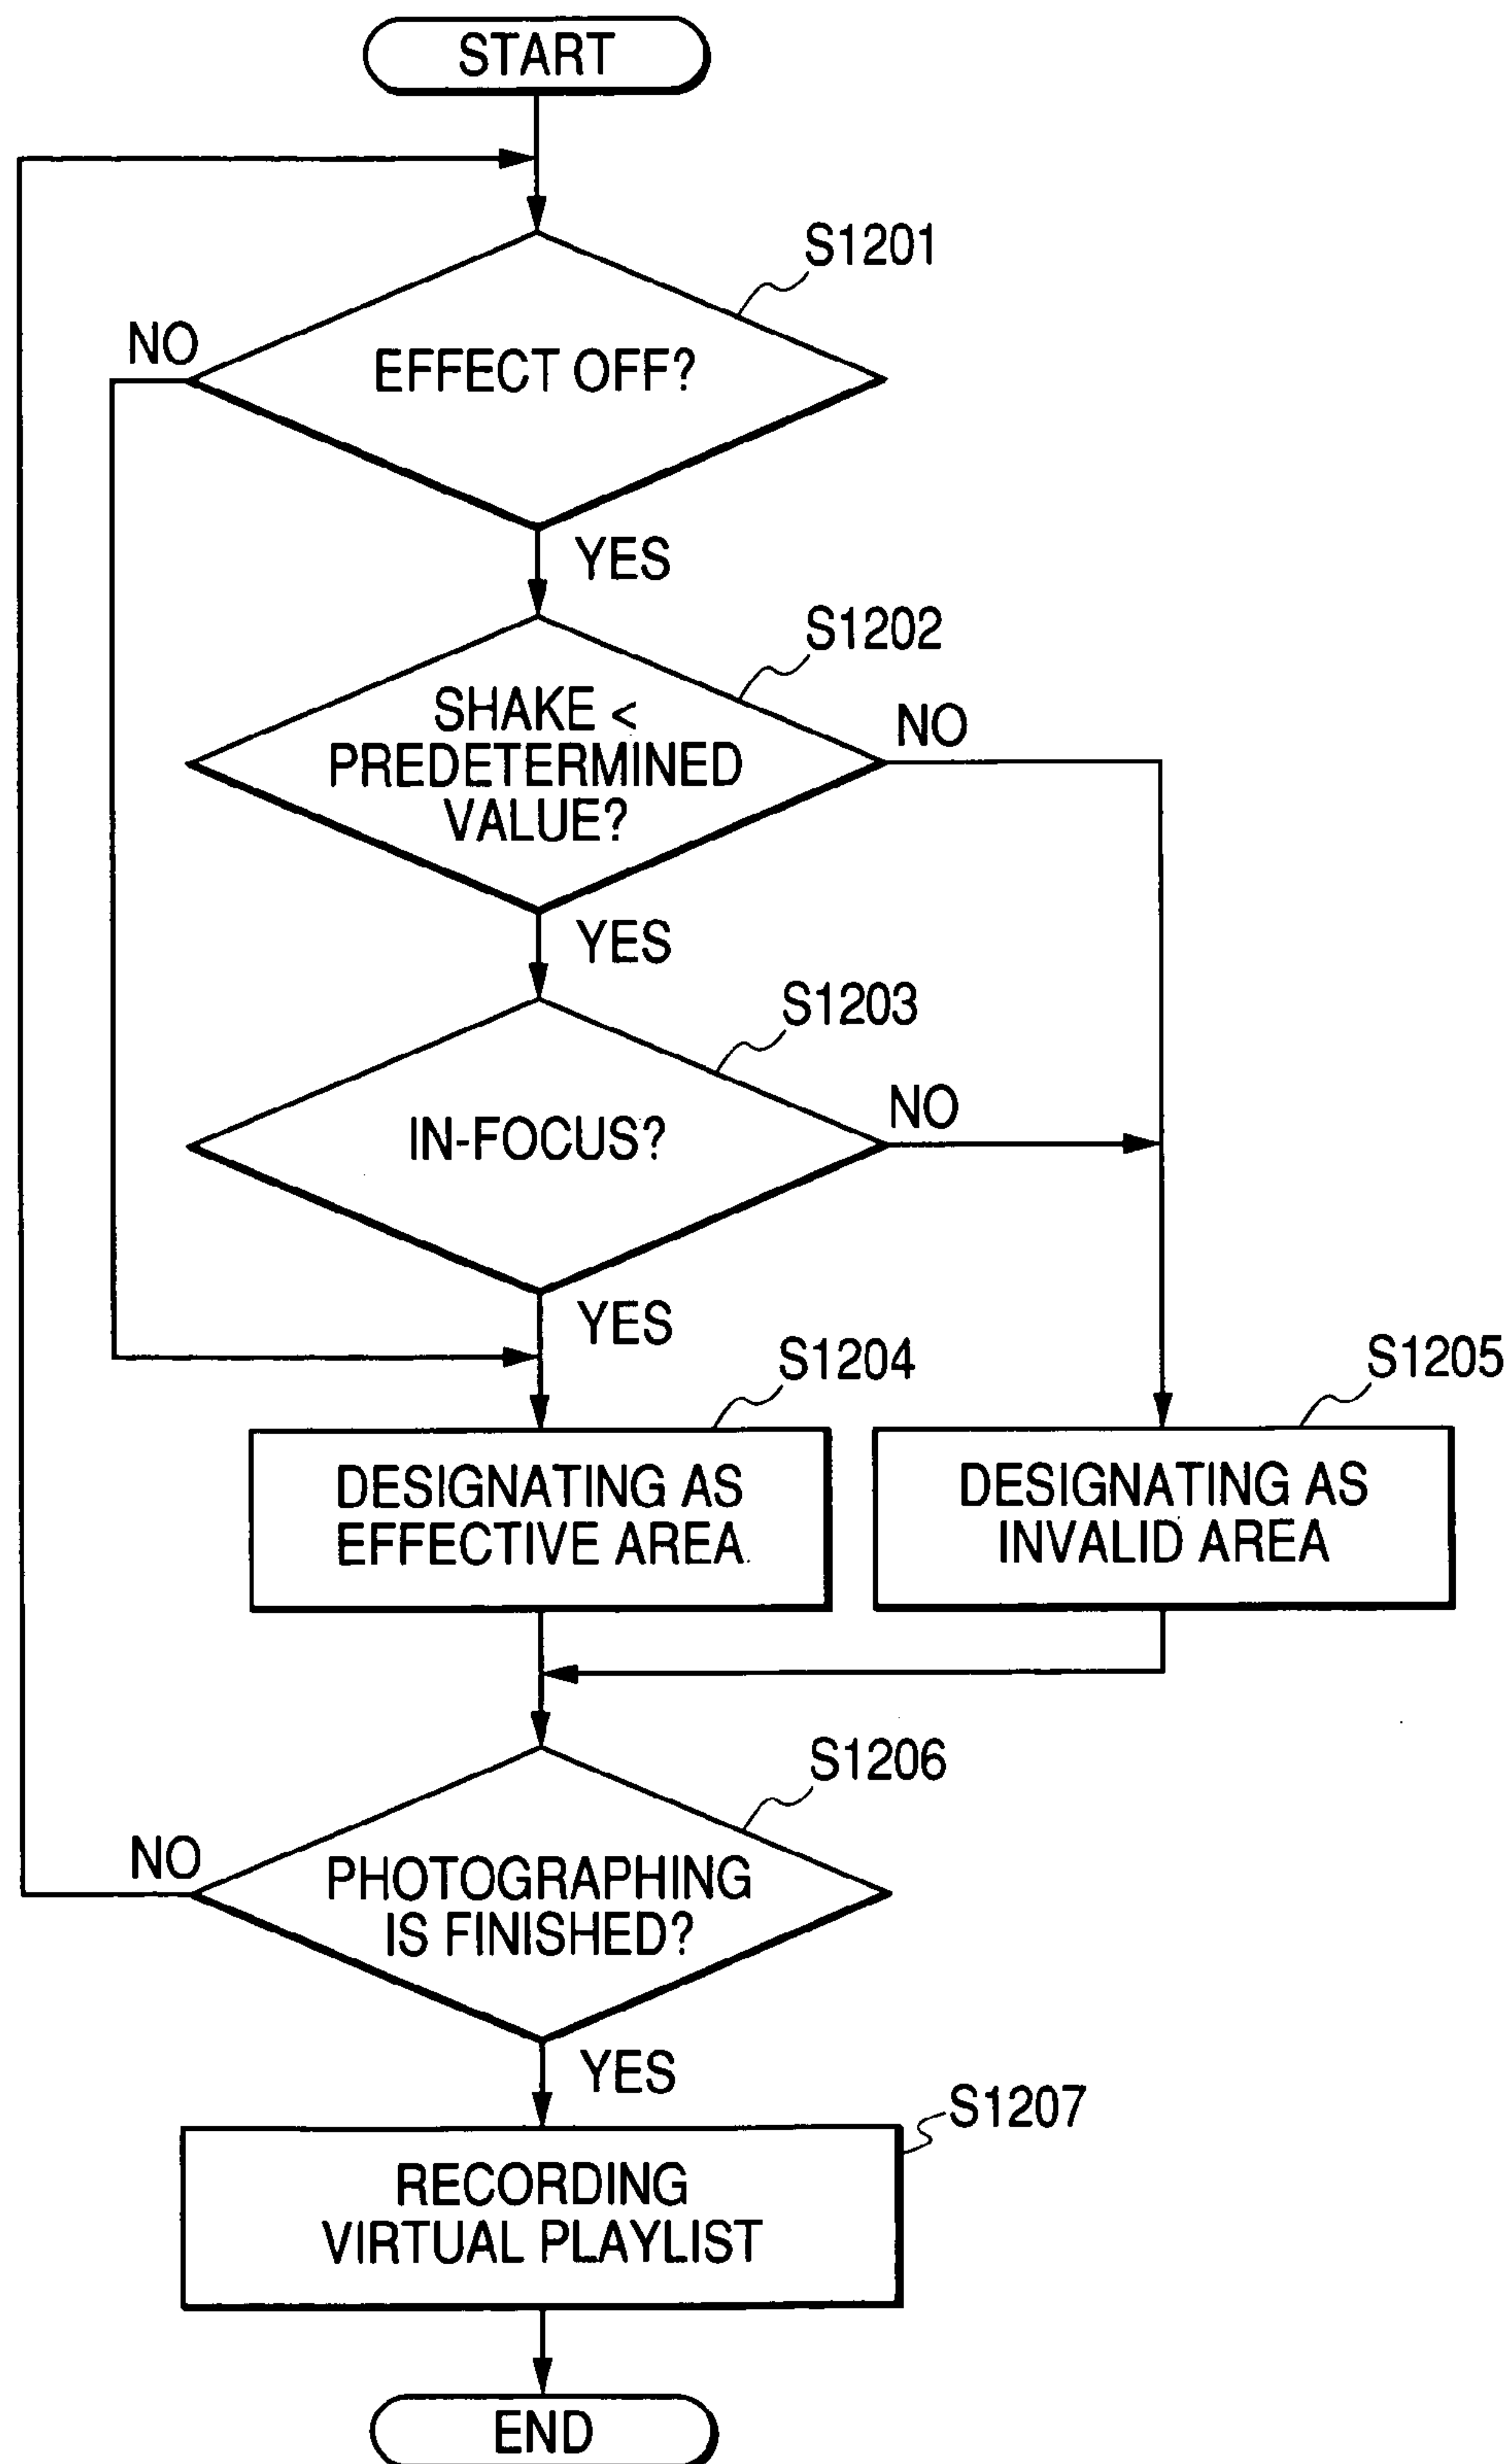 START
S1201
NO
EFFECT OFF?
YES
S1202
SHAKE <
PREDETERMINED
VALUE?
NO
YES
S1203
IN-FOCUS?
NO
YES
S1204
S1205
DESIGNATING AS
EFFECTIVE AREA
DESIGNATING AS
INVALID AREA
S1206
NO
PHOTOGRAPHING
IS FINISHED?
YES
S1207
RECORDING
VIRTUAL PLAYLIST
END